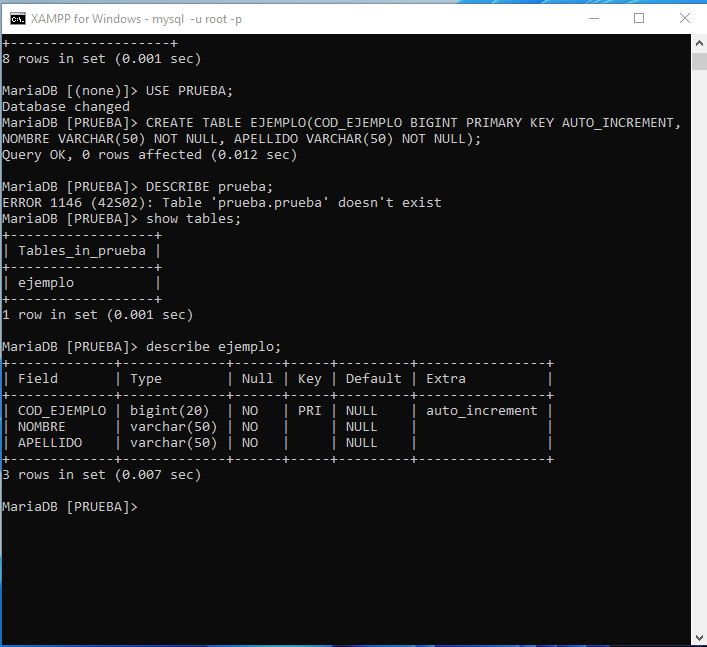 XAMPP for Windows - mysql  -u root -p
+--------------------+
8 rows in set (0.001 sec)
MariaDB [(none)]> USE PRUEBA;
Database changed
MariaDB [PRUEBA]> CREATE TABLE EJEMPLO(COD_EJEMPLO BIGINT PRIMARY KEY AUTO_INCREMENT,
NOMBRE VARCHAR(50) NOT NULL, APELLIDO VARCHAR(50) NOT NULL);
Query OK, 0 rows affected (0.012 sec)
MariaDB [PRUEBA]> DESCRIBE prueba;
ERROR 1146 (42S02): Table 'prueba.prueba' doesn't exist
MariaDB [PRUEBA]> show tables;
+------------------+
| Tables_in_prueba |
+------------------+
| ejemplo          |
+------------------+
1 row in set (0.001 sec)
MariaDB [PRUEBA]> describe ejemplo;
+-------------+-------------+------+-----+---------+----------------+
| Field       | Type        | Null | Key | Default | Extra          |
+-------------+-------------+------+-----+---------+----------------+
| COD_EJEMPLO | bigint(20)  | NO   | PRI | NULL    | auto_increment |
| NOMBRE      | varchar(50) | NO   |     | NULL    |                |
| APELLIDO    | varchar(50) | NO   |     | NULL    |                |
+-------------+-------------+------+-----+---------+----------------+
3 rows in set (0.007 sec)
MariaDB [PRUEBA]>